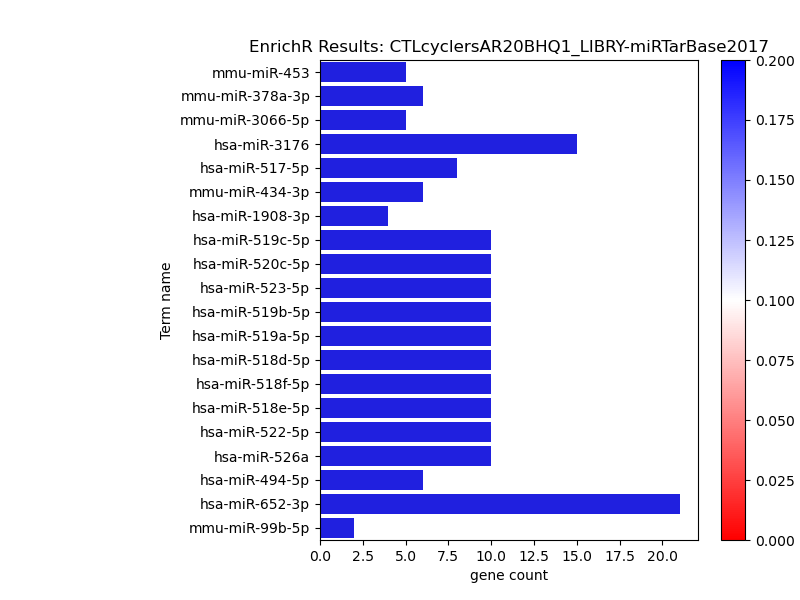 EnrichR Results: CTLcyclersAR20BHQ1_LIBRY-miRTarBase2017
mmu-miR-453
mmu-miR-378a-3p
mmu-miR-3066-5p
hsa-miR-3176
hsa-miR-517-5p
mmu-miR-434-3p
hsa-miR-1908-3p
hsa-miR-519c-5p
hsa-miR-520c-5p
hsa-miR-523-5p
hsa-miR-519b-5p
hsa-miR-519a-5p
hsa-miR-518d-5p
hsa-miR-518f-5p
hsa-miR-518e-5p
hsa-miR-522-5p
hsa-miR-526a
hsa-miR-494-5p
hsa-miR-652-3p
mmu-miR-99b-5p
Term name
0.0 2.5 5.0 7.5 10.0 12.5 15.0 17.5 20.0
gene count
0.200
0.175
0.150
0.125
0.100
0.075
0.050
0.025
0.000